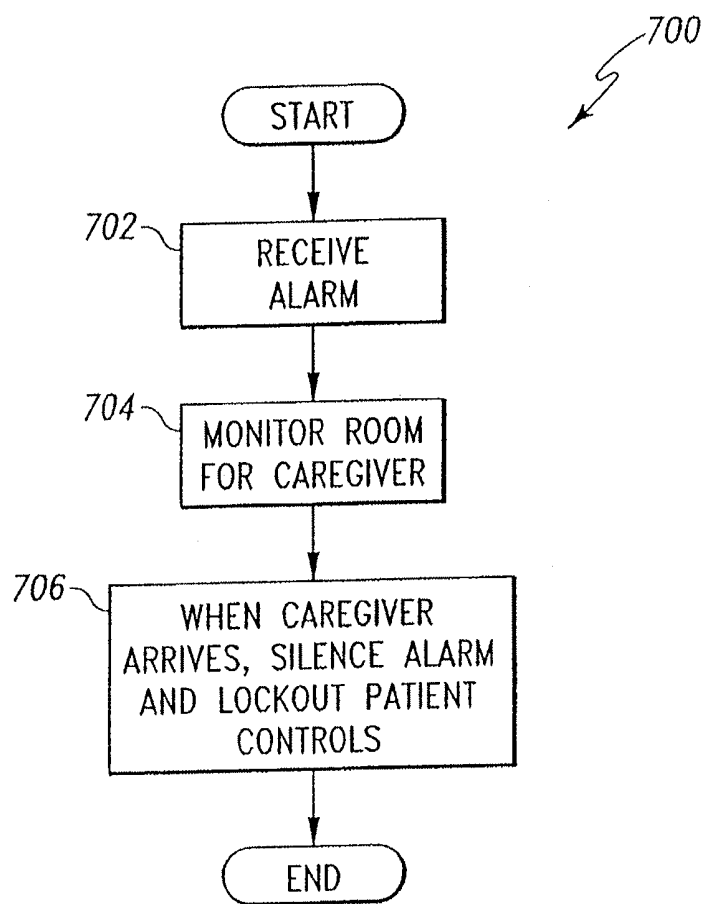 700
START
702
RECEIVE
ALARM
704
MONITOR ROOM
FOR CAREGIVER
706
WHEN CAREGIVER
ARRIVES, SILENCE ALARM
AND LOCKOUT PATIENT
CONTROLS
END